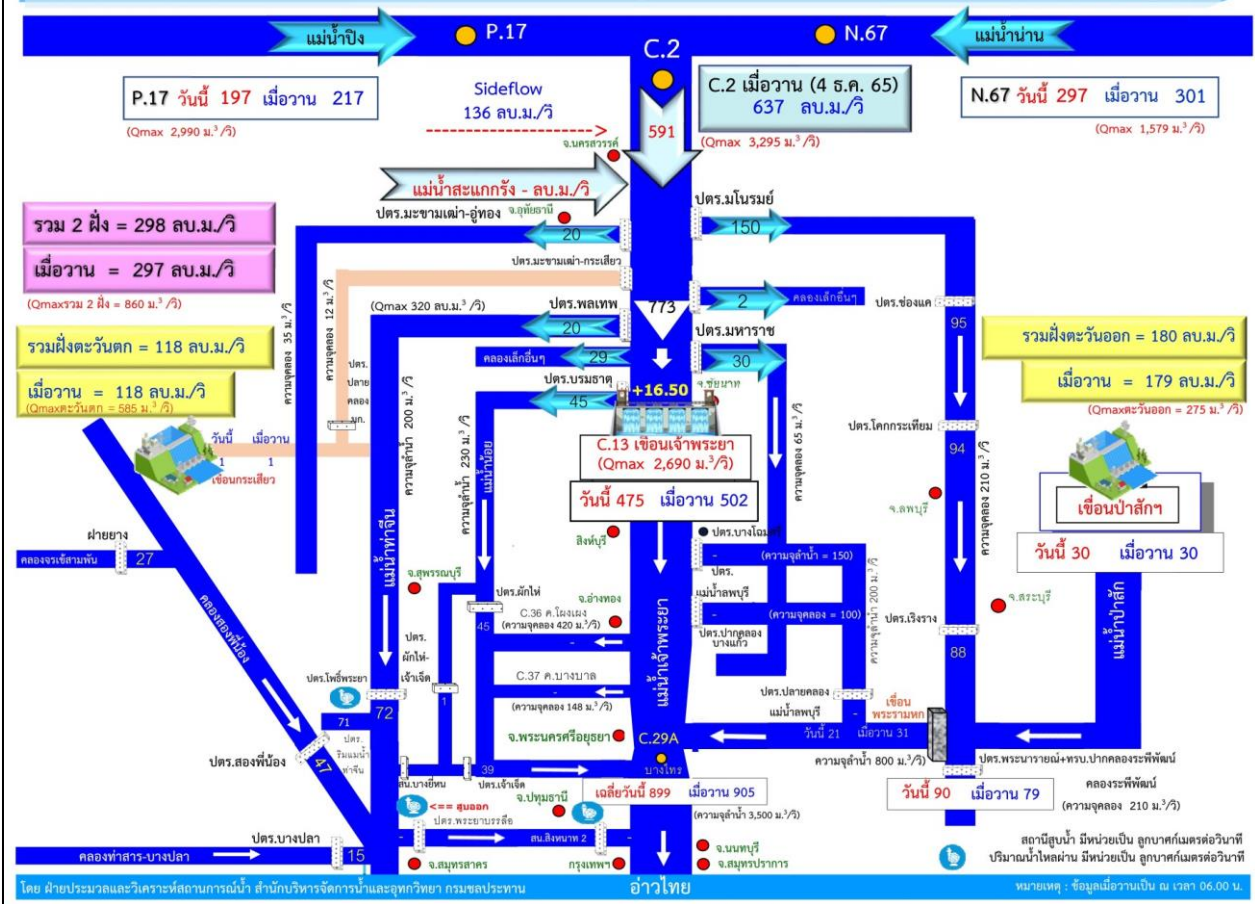 แม่น้ำปิง
P.17
C.2
N.67
แม่น้ำน่าน
P.17 วันนี้ 197 เมื่อวาน 217
(Qmax 2,990 ม.³ /วิ)
Sideflow
136 ลบ.ม./วิ
591
C.2 เมื่อวาน (4 ธ.ค. 65)
637 ลบ.ม./วิ
(Qmax 3,295 ม.³ /วิ)
N.67 วันนี้ 297 เมื่อวาน 301
(Qmax 1,579 ม.³ /วิ)
จ.นครสวรรค์
แม่น้ำสะแกกรัง - ลบ.ม./วิ
รวม 2 ฝั่ง = 298 ลบ.ม./วิ
เมื่อวาน = 297 ลบ.ม./วิ
(Qmaxรวม 2 ฝั่ง = 860 ม.³ /วิ)
ปตร.มะขามเฒ่า-อู่ทอง
จ.อุทัยธานี
20
ปตร.มโนรมย์
150
ปตร.มะขามเฒ่า-กระเสียว
(Qmax 320 ลบ.ม.³ /วิ)
ปตร.พลเทพ
20
773
2
คลองเล็กอื่นๆ
ปตร.ช่องแค
95
รวมฝั่งตะวันตก = 118 ลบ.ม./วิ
เมื่อวาน = 118 ลบ.ม./วิ
(Qmaxตะวันตก = 585 ม.³ /วิ)
ความจุคลอง 35 ม.³ /วิ
ความจุคลอง 12 ม.³ /วิ
ปตร.
ปลาย
คลอง
มก.
คลองเล็กอื่นๆ
29
ปตร.มหาราช
30
จ.ชัยนาท
รวมฝั่งตะวันออก = 180 ลบ.ม./วิ
เมื่อวาน = 179 ลบ.ม./วิ
(Qmaxตะวันออก = 275 ม.³ /วิ)
ปตร.บรมธาตุ
45
+16.50
C.13 เขื่อนเจ้าพระยา
(Qmax 2,690 ม.³/วิ)
วันนี้ 475 เมื่อวาน 502
วันนี้ เมื่อวาน
1 1
เขื่อนกระเสียว
ความจุลำน้ำ 200 ม.³ /วิ
ความจุลำน้ำ 230 ม.³ /วิ
แม่น้ำน้อย
ความจุคลอง 65 ม.³ /วิ
ปตร.โคกกระเทียม
94
ความจุคลอง 210 ม.³ /วิ
จ.ลพบุรี
เขื่อนป่าสักฯ
วันนี้ 30 เมื่อวาน 30
ฝายยาง
คลองจรเข้สามพัน
27
แม่น้ำท่าจีน
จ.สุพรรณบุรี
สิงห์บุรี
ปตร.บางโฉมศรี
-
(ความจุลำน้ำ = 150)
ปตร.
แม่น้ำลพบุรี
ความจุลำน้ำ 200 ม.³ /วิ
-
(ความจุคลอง = 100)
ปตร.ปากคลอง
บางแก้ว
จ.สระบุรี
แม่น้ำป่าสัก
ปตร.เริงราง
88
คลองสองพี่น้อง
ปตร.ผักไห่
45
จ.อ่างทอง
C.36 ค.โผงเผง
(ความจุคลอง 420 ม.³/วิ)
-
แม่น้ำเจ้าพระยา
ปตร.
ผักไห่-
เจ้าเจ็ด
1
C.37 ค.บางบาล
-
(ความจุคลอง 148 ม.³/วิ)
ปตร.โพธิ์พระยา
72
71
ปตร.
ริมแม่น้ำ
ท่าจีน
ปตร.สองพี่น้อง
47
ปตร.ปลายคลอง
แม่น้ำลพบุรี
-
เขื่อน
พระรามหก
วันนี้ 21 เมื่อวาน 31
ความจุลำน้ำ 800 ม.³/วิ)
จ.พระนครศรีอยุธยา
C.29A
บางไทร
สน.บางยี่หน
39
ปตร.เจ้าเจ็ด
เฉลี่ยวันนี้ 899 เมื่อวาน 905
(ความจุลำน้ำ 3,500 ม.³/วิ)
ปตร.พระนารายณ์+ทรบ.ปากคลองระพีพัฒน์
วันนี้ 90 เมื่อวาน 79
คลองระพีพัฒน์
(ความจุคลอง 210 ม.³/วิ)
<== สูบออก
จ.ปทุมธานี
ปตร.พระยาบรรลือ
-
สน.สิงหนาท 2
-
ปตร.บางปลา
คลองท่าสาร-บางปลา
15
จ.สมุทรสาคร
กรุงเทพฯ
จ.นนทบุรี
จ.สมุทรปราการ
สถานีสูบน้ำ มีหน่วยเป็น ลูกบาศก์เมตรต่อวินาที
ปริมาณน้ำไหลผ่าน มีหน่วยเป็น ลูกบาศก์เมตรต่อวินาที
โดย ฝ่ายประมวลและวิเคราะห์สถานการณ์น้ำ สำนักบริหารจัดการน้ำและอุทกวิทยา กรมชลประทาน
อ่าวไทย
หมายเหตุ : ข้อมูลเมื่อวานเป็น ณ เวลา 06.00 น.